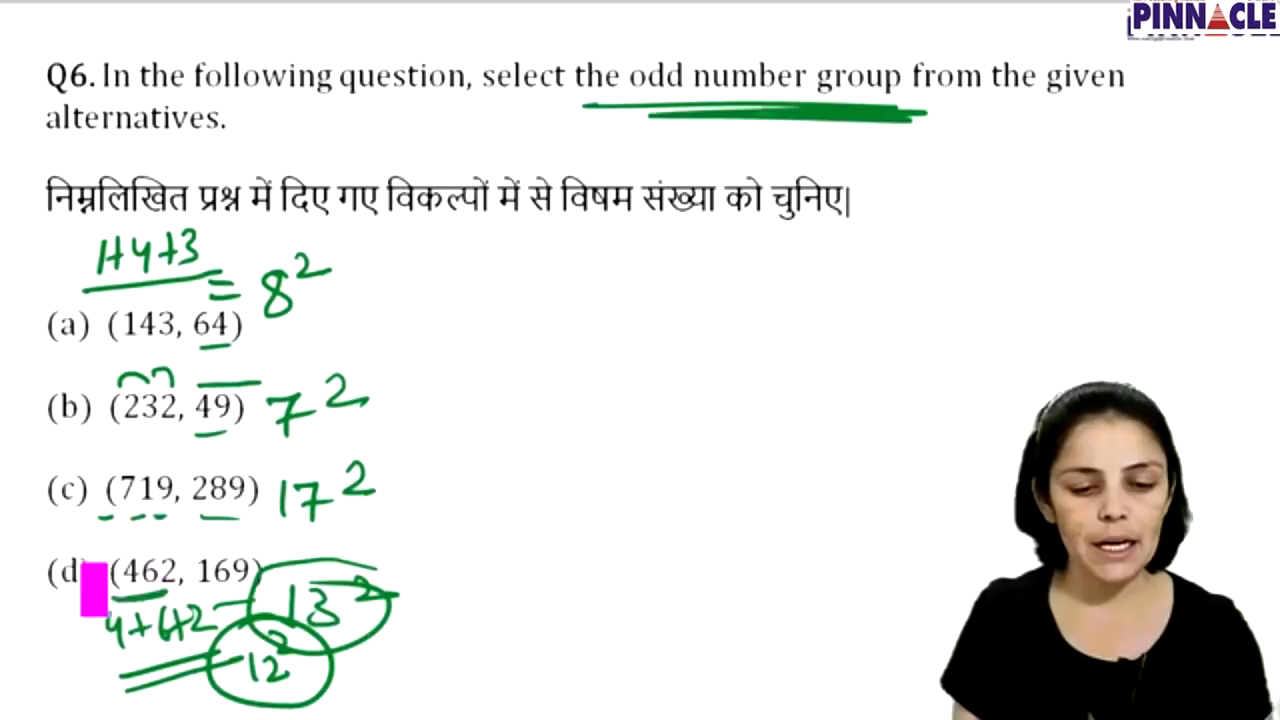 PINNACLE
Q6. In the following question, select the odd number group from the given
alternatives.
निम्नलिखित प्रश्न में दिए गए विकल्पों में से विषम संख्या को चुनिए|
1+4+3
= 8²
(a) (143, 64)
(b) (232, 49) 7²
(c) (719, 289) 17²
(d) (462, 169)
4+6+2 - 13²
12²